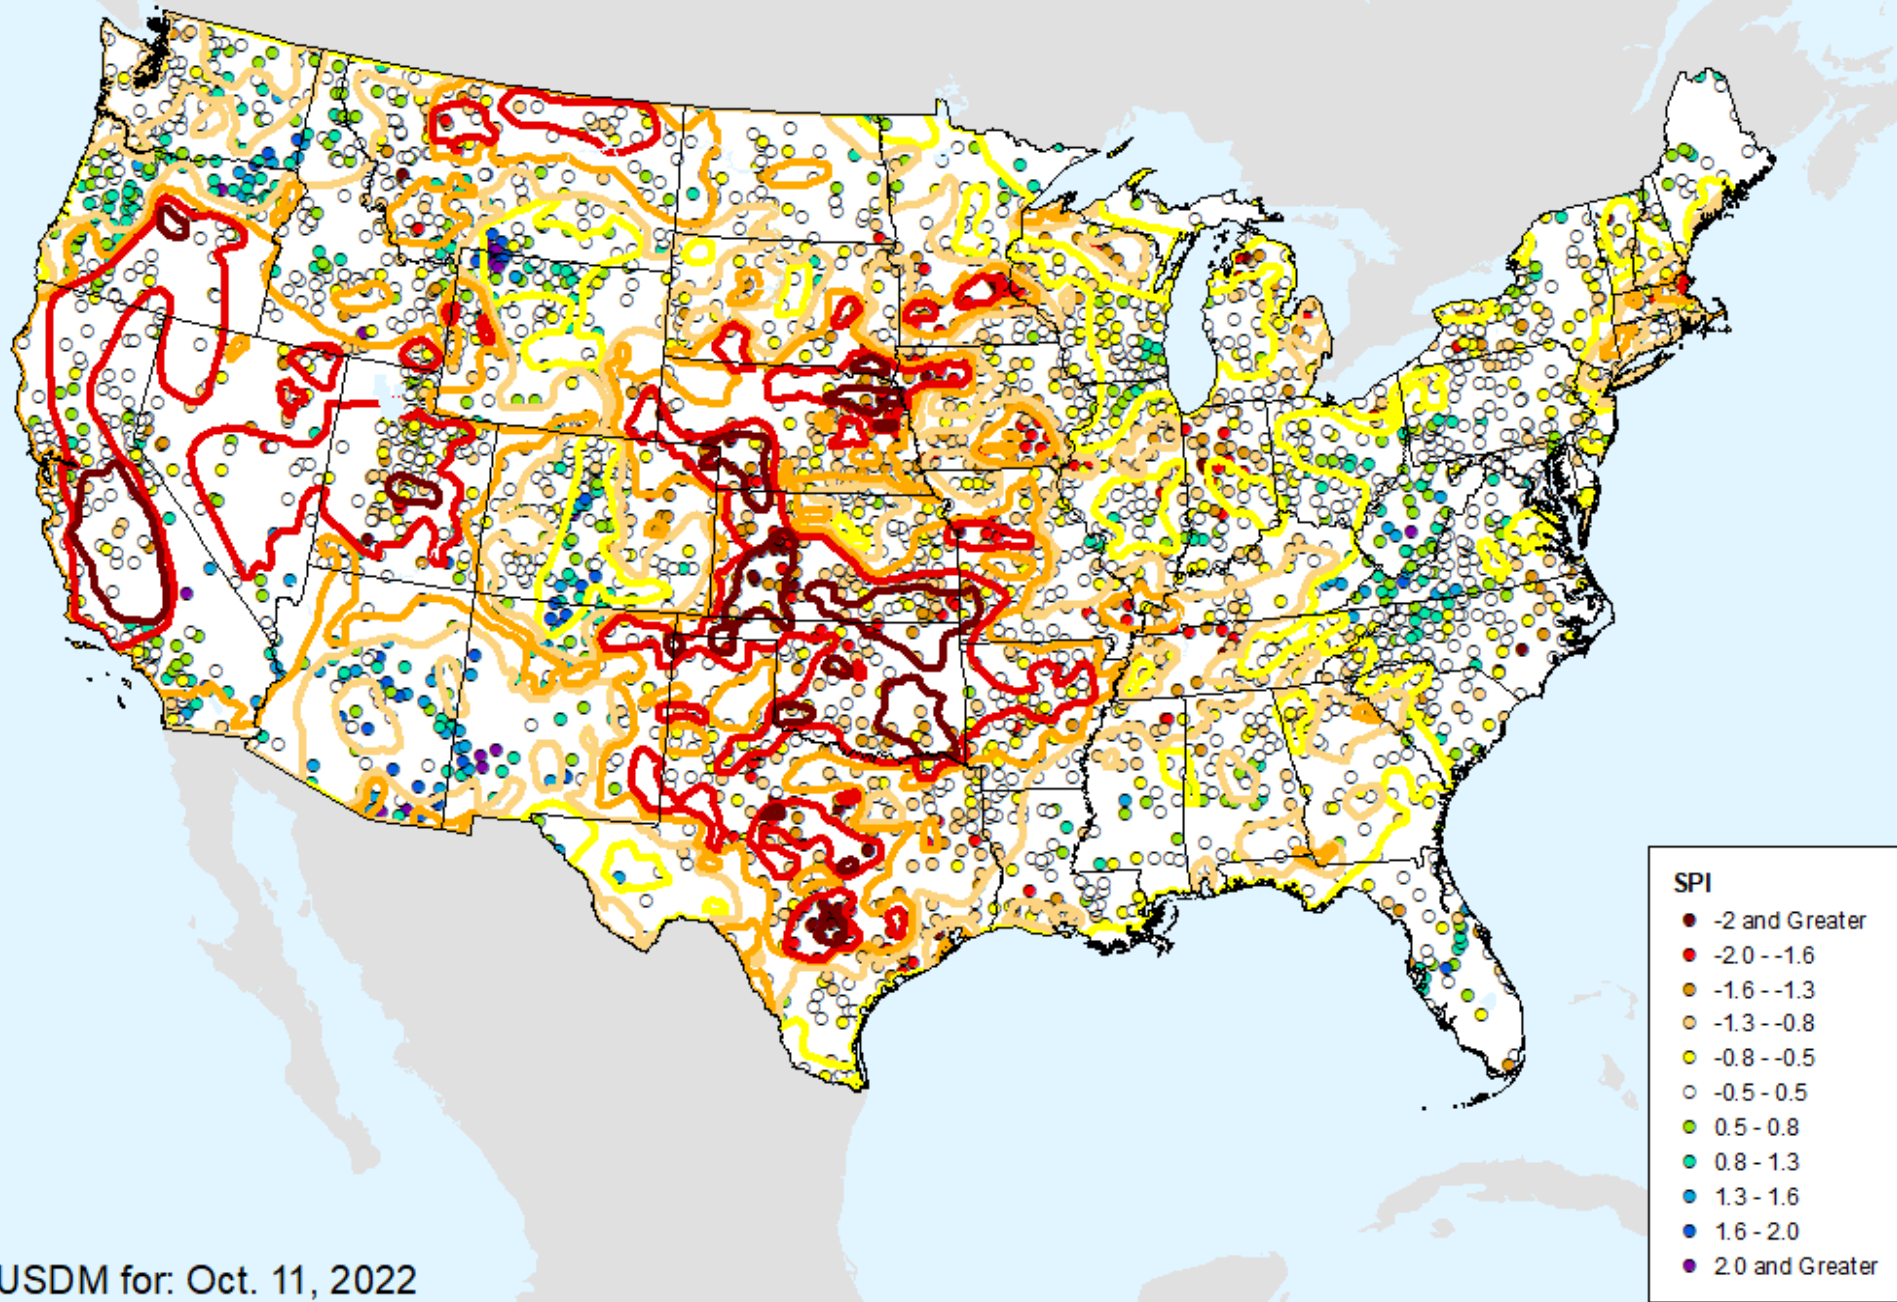 SPI
-2 and Greater
-2.0 - -1.6
-1.6 - -1.3
-1.3 - -0.8
-0.8 - -0.5
-0.5 - 0.5
0.5 - 0.8
0.8 - 1.3
1.3 - 1.6
1.6 - 2.0
2.0 and Greater
USDM for: Oct. 11, 2022